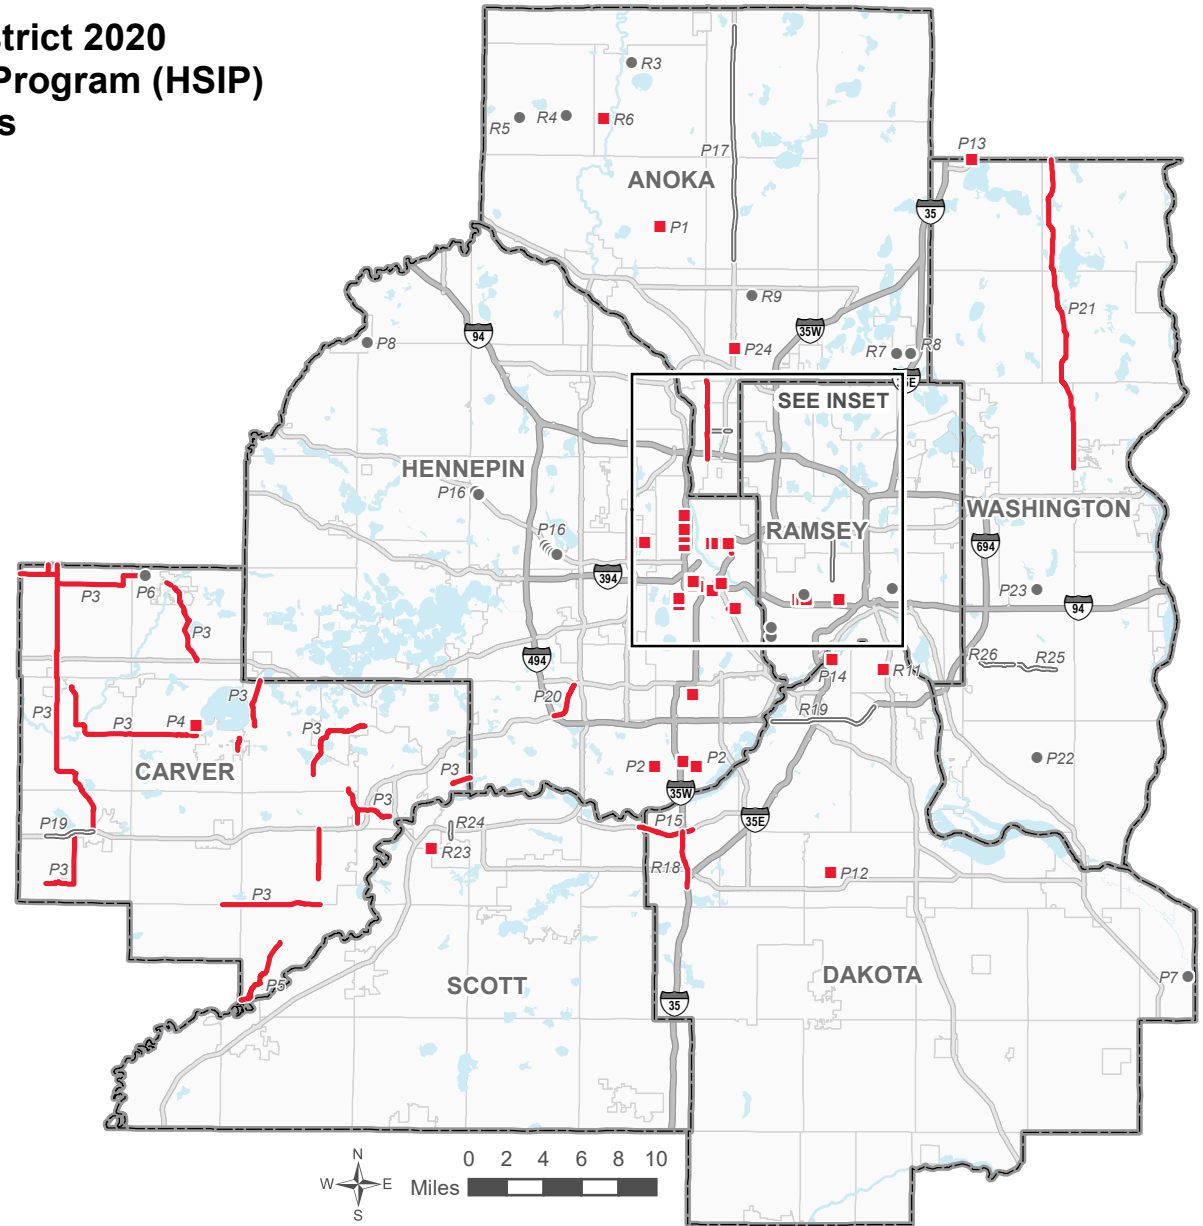 strict 2020
Program (HSIP)
s
R3
R5
R4
R6
P17
ANOKA
P13
35
P1
R9
P21
94
35W
P8
P24
R7
R8
35E
SEE INSET
HENNEPIN
P16
WASHINGTON
P16
RAMSEY
694
394
P3
P6
P23
94
P3
R26
R25
494
P14
R11
P3
P20
P3
P3
P4
P3
R19
CARVER
P3
P2
P2
P22
35W
P3
P19
R24
P15
35E
R23
R18
P12
P3
P3
SCOTT
DAKOTA
P7
P5
35
N
W
E
S
0 2 4 6 8 10
Miles